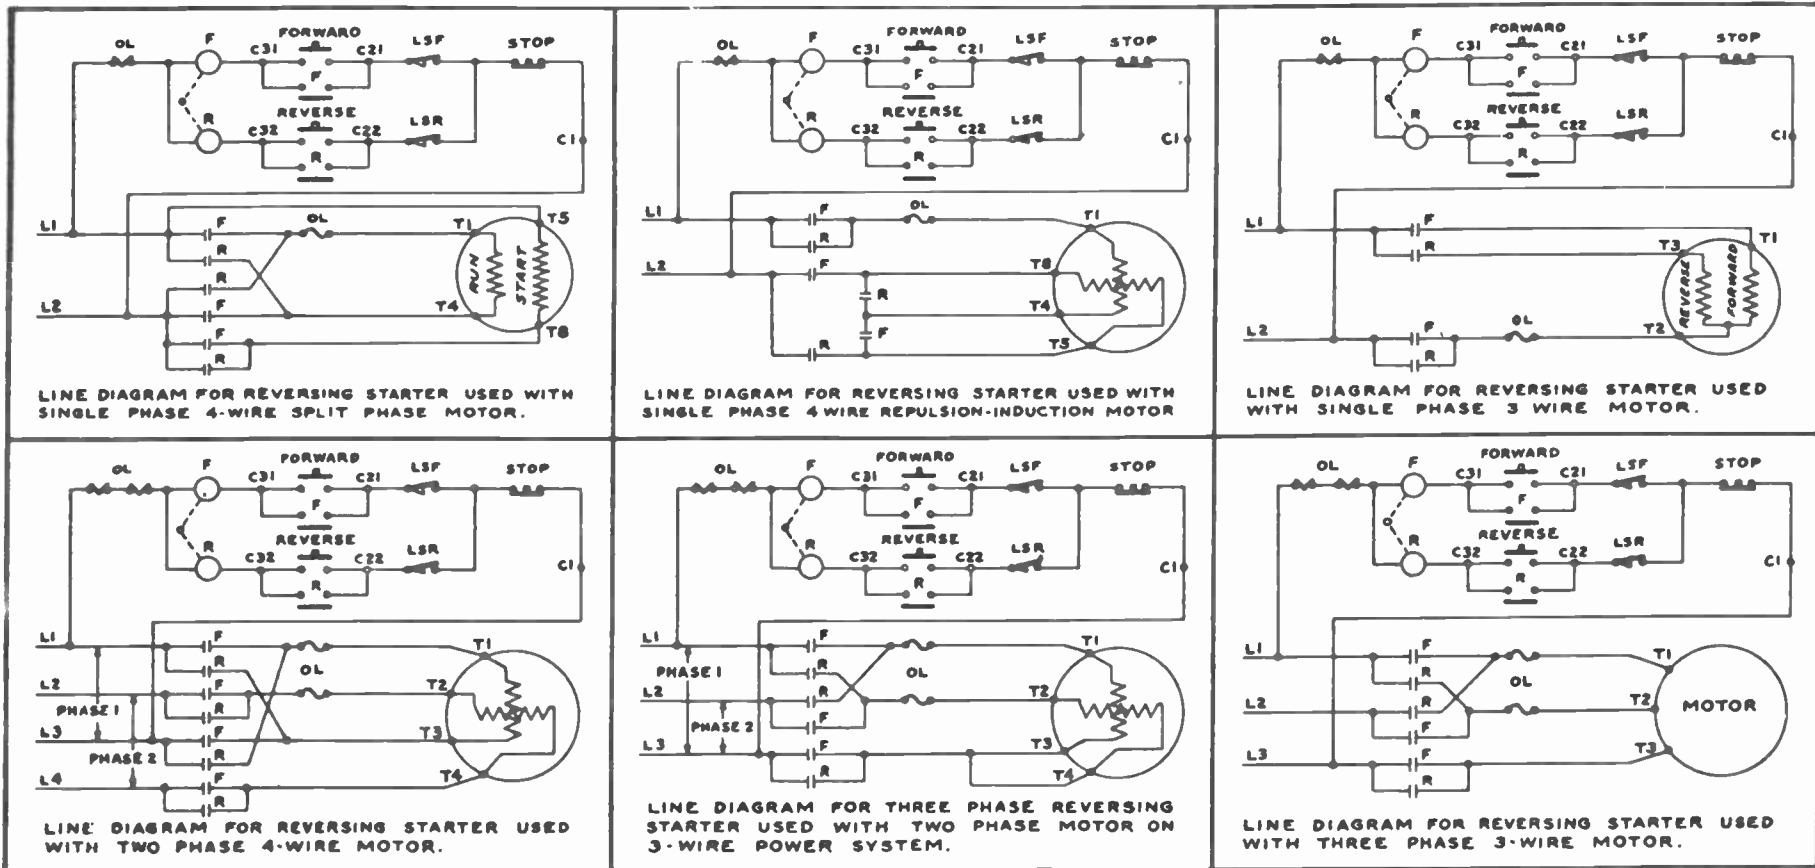 OL F FORWARD C31 C21 LSF STOP
F
REVERSE
R C32 C22 LSR C1
R
L1 F OL T1 T5
R
R RUN START
L2 F T4 T8
F
R
LINE DIAGRAM FOR REVERSING STARTER USED WITH
SINGLE PHASE 4-WIRE SPLIT PHASE MOTOR.
OL F FORWARD C31 C21 LSF STOP
F
REVERSE
R C32 C22 LSR C1
R
L1 F OL T1
R
L2 F T8
R T4
F
R T5
LINE DIAGRAM FOR REVERSING STARTER USED WITH
SINGLE PHASE 4 WIRE REPULSION-INDUCTION MOTOR
OL F FORWARD C31 C21 LSF STOP
F
REVERSE
R C32 C22 LSR C1
R
L1 F T1
R T3
REVERSE FORWARD
L2 F OL T2
R
LINE DIAGRAM FOR REVERSING STARTER USED
WITH SINGLE PHASE 3 WIRE MOTOR.
OL F FORWARD C31 C21 LSF STOP
F
REVERSE
R C32 C22 LSR C1
R
L1 F T1
R OL
L2 F T2
PHASE 1 R
L3 F T3
PHASE 2 R
L4 F T4
R
LINE DIAGRAM FOR REVERSING STARTER USED
WITH TWO PHASE 4-WIRE MOTOR.
OL F FORWARD C31 C21 LSF STOP
F
REVERSE
R C32 C22 LSR C1
R
L1 F OL T1
PHASE 1 R
L2 R OL T2
PHASE 2 F
L3 F T3
R T4
LINE DIAGRAM FOR THREE PHASE REVERSING
STARTER USED WITH TWO PHASE MOTOR ON
3-WIRE POWER SYSTEM.
OL F FORWARD C31 C21 LSF STOP
F
REVERSE
R C32 C22 LSR C1
R
L1 F T1
R OL
L2 R T2 MOTOR
F
L3 F T3
R
LINE DIAGRAM FOR REVERSING STARTER USED
WITH THREE PHASE 3-WIRE MOTOR.